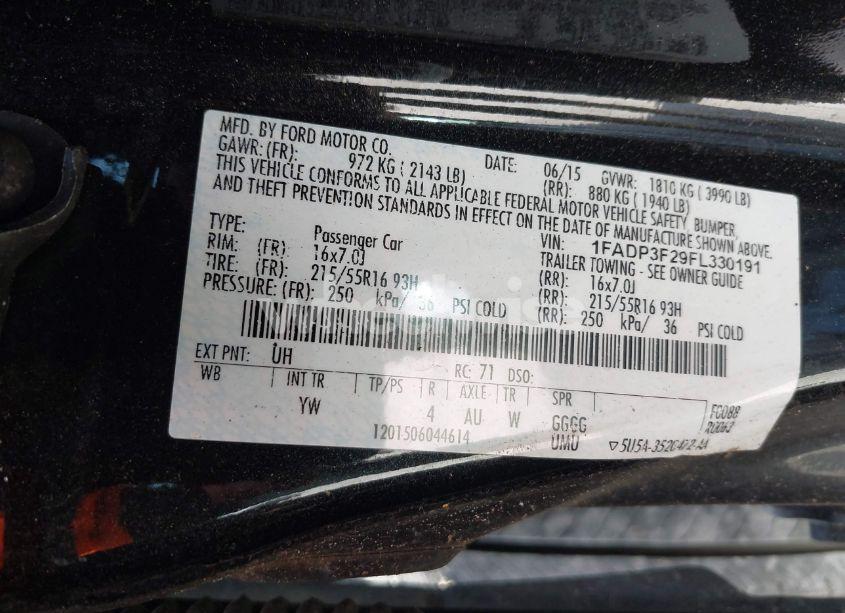 MFD. BY FORD MOTOR CO. DATE: 06/15 GVWR: 1810 KG ( 3990 LB)
GAWR:(FR): 972 KG ( 2143 LB) (RR): 880 KG ( 1940 LB)
THIS VEHICLE CONFORMS TO ALL APPLICABLE FEDERAL MOTOR VEHICLE SAFETY, BUMPER,
AND THEFT PREVENTION STANDARDS IN EFFECT ON THE DATE OF MANUFACTURE SHOWN ABOVE.
VIN: 1FADP3F29FL330191
TYPE: Passenger Car TRAILER TOWING - SEE OWNER GUIDE
RIM: (FR): 16x7.0J (RR): 16x7.0J
TIRE: (FR): 215/55R16 93H (RR): 215/55R16 93H
PRESSURE: (FR): 250 kPa/ 36 PSI COLD (RR): 250 kPa/ 36 PSI COLD
EXT PNT: UH RC: 71 DSO:
WB INT TR TP/PS R AXLE TR SPR
YW 4 AU W GGGG
1201506044614 UMU